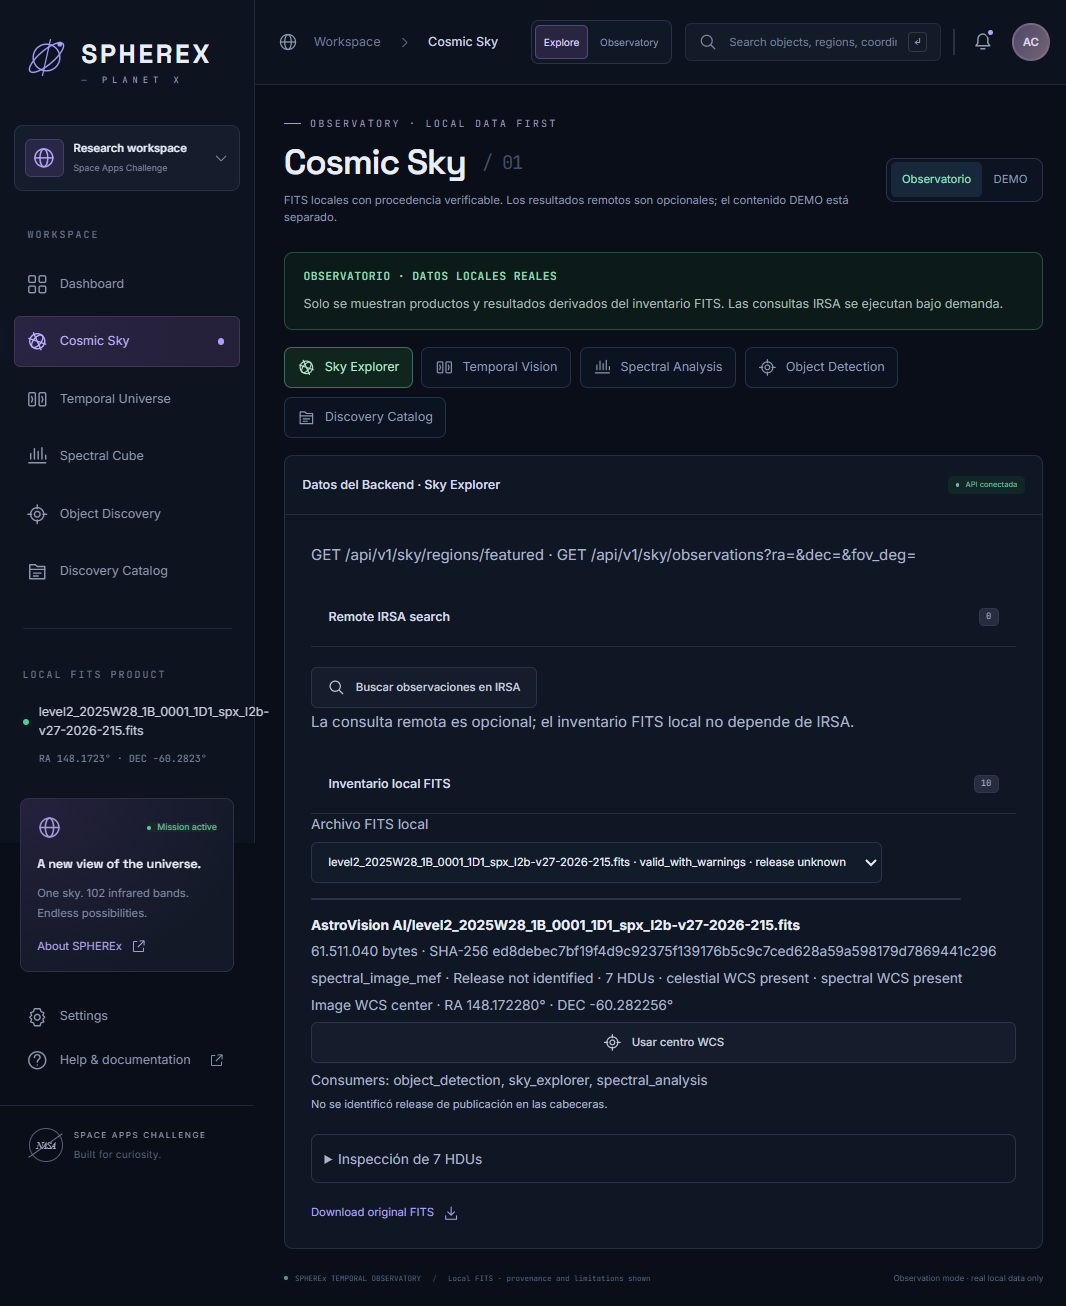 SPHEREX
— PLANET X
Research workspace
Space Apps Challenge
WORKSPACE
Dashboard
Cosmic Sky
Temporal Universe
Spectral Cube
Object Discovery
Discovery Catalog
LOCAL FITS PRODUCT
level2_2025W28_1B_0001_1D1_spx_l2b-
v27-2026-215.fits
RA 148.1723° · DEC -60.2823°
Mission active
A new view of the universe.
One sky. 102 infrared bands.
Endless possibilities.
About SPHEREx
Settings
Help & documentation
NASA
SPACE APPS CHALLENGE
Built for curiosity.
Workspace
Cosmic Sky
Explore
Observatory
Search objects, regions, coordin
AC
OBSERVATORY · LOCAL DATA FIRST
Cosmic Sky / 01
FITS locales con procedencia verificable. Los resultados remotos son opcionales; el contenido DEMO está
separado.
Observatorio
DEMO
OBSERVATORIO · DATOS LOCALES REALES
Solo se muestran productos y resultados derivados del inventario FITS. Las consultas IRSA se ejecutan bajo demanda.
Sky Explorer
Temporal Vision
Spectral Analysis
Object Detection
Discovery Catalog
Datos del Backend · Sky Explorer
API conectada
GET /api/v1/sky/regions/featured · GET /api/v1/sky/observations?ra=&dec=&fov_deg=
Remote IRSA search
0
Buscar observaciones en IRSA
La consulta remota es opcional; el inventario FITS local no depende de IRSA.
Inventario local FITS
10
Archivo FITS local
level2_2025W28_1B_0001_1D1_spx_l2b-v27-2026-215.fits · valid_with_warnings · release unknown
AstroVision AI/level2_2025W28_1B_0001_1D1_spx_l2b-v27-2026-215.fits
61.511.040 bytes · SHA-256 ed8debec7bf19f4d9c92375f139176b5c9c7ced628a59a598179d7869441c296
spectral_image_mef · Release not identified · 7 HDUs · celestial WCS present · spectral WCS present
Image WCS center · RA 148.172280° · DEC -60.282256°
Usar centro WCS
Consumers: object_detection, sky_explorer, spectral_analysis
No se identificó release de publicación en las cabeceras.
Inspección de 7 HDUs
Download original FITS
SPHEREx TEMPORAL OBSERVATORY / Local FITS · provenance and limitations shown
Observation mode · real local data only